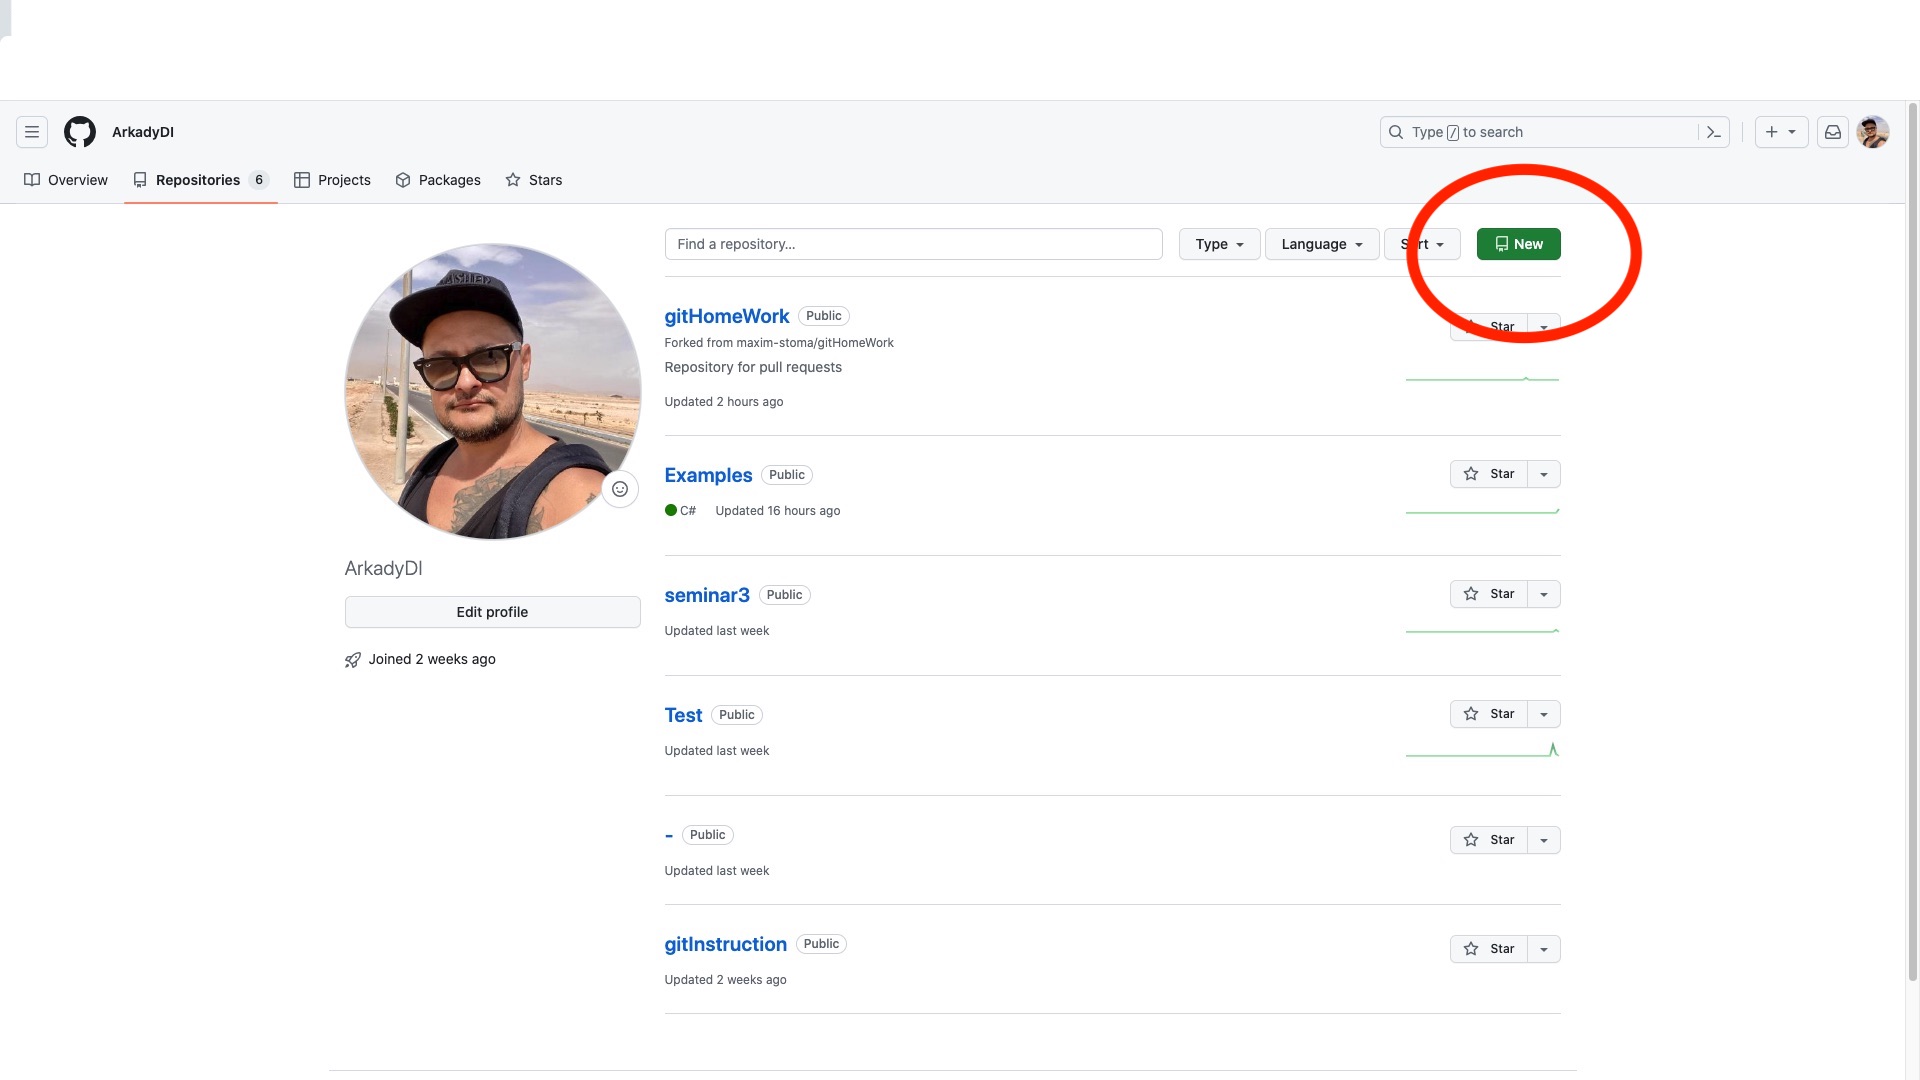 ArkadyDI
Type / to search
Overview
Repositories 6
Projects
Packages
Stars
Find a repository...
Type
Language
New
gitHomeWork Public
Forked from maxim-stoma/gitHomeWork
Repository for pull requests
Updated 2 hours ago
Star
Examples Public
C# Updated 16 hours ago
Star
seminar3 Public
Updated last week
Star
Test Public
Updated last week
Star
- Public
Updated last week
Star
gitInstruction Public
Updated 2 weeks ago
Star
ArkadyDI
Edit profile
Joined 2 weeks ago